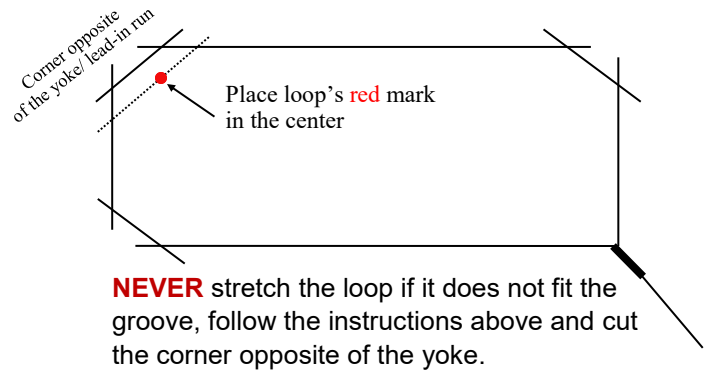 Corner opposite
of the yoke/ lead-in run
Place loop's red mark
in the center
NEVER stretch the loop if it does not fit the
groove, follow the instructions above and cut
the corner opposite of the yoke.